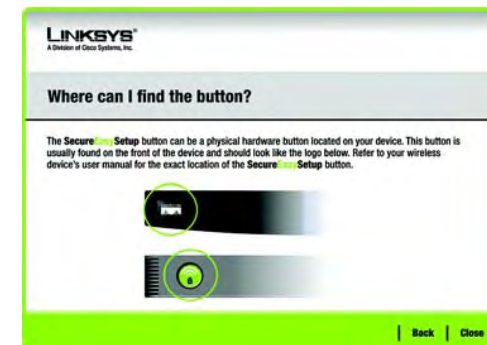 LINKSYS®
A Division of Cisco Systems, Inc.
Where can I find the button?
The SecureEasySetup button can be a physical hardware button located on your device. This button is
usually found on the front of the device and should look like the logo below. Refer to your wireless
device's user manual for the exact location of the SecureEasySetup button.
Back
Close